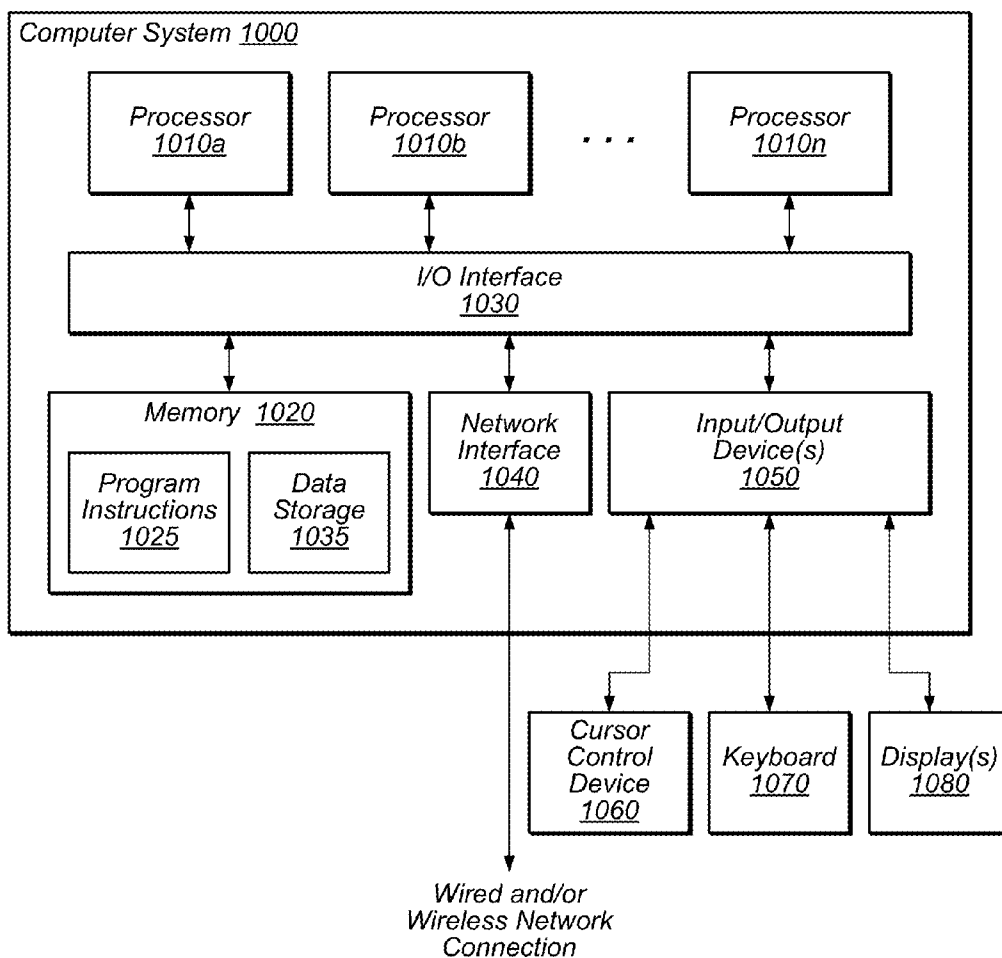 Computer System 1000
Processor
1010a
Processor
1010b
. . .
Processor
1010n
I/O Interface
1030
Memory 1020
Program
Instructions
1025
Data
Storage
1035
Network
Interface
1040
Input/Output
Device(s)
1050
Cursor
Control
Device
1060
Keyboard
1070
Display(s)
1080
Wired and/or
Wireless Network
Connection